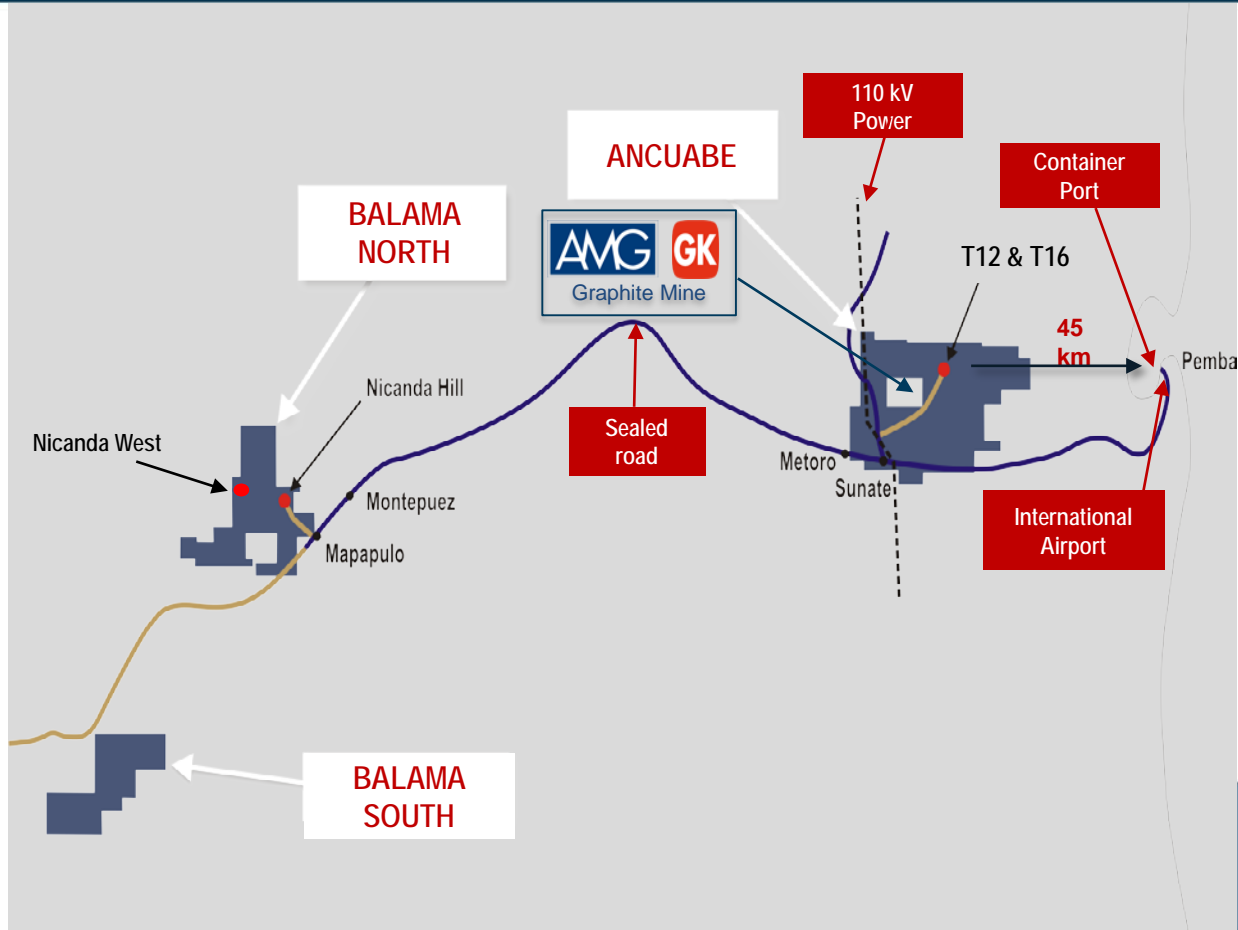 110 kV
Power
ANCUABE
Container
Port
BALAMA
NORTH
AMG GK
Graphite Mine
T12 & T16
45
km
Pemba
Nicanda Hill
Nicanda West
Sealed
road
Metoro
Sunate
Montepuez
International
Airport
Mapapulo
BALAMA
SOUTH